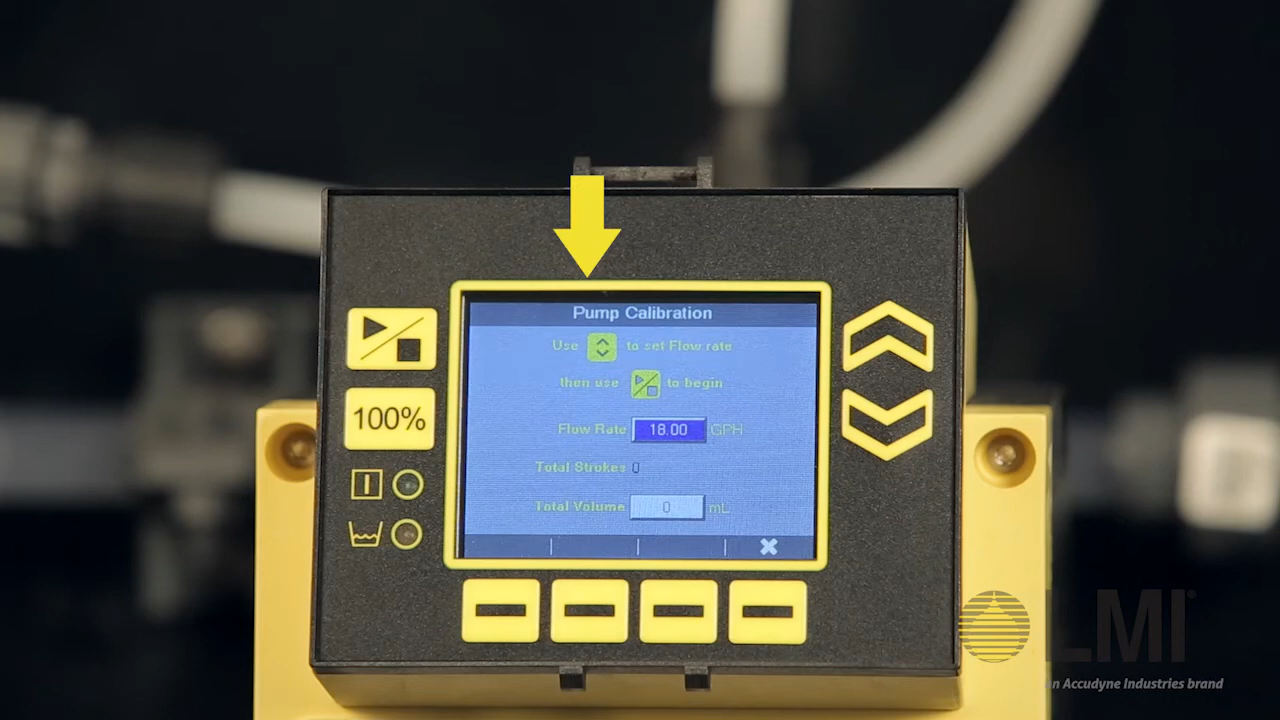 Pump Calibration
Use to set Flow rate
then use to begin
Flow Rate 18.00 GPH
Total Strokes 0
Total Volume 0 mL
100%
LMI®
an Accudyne Industries brand